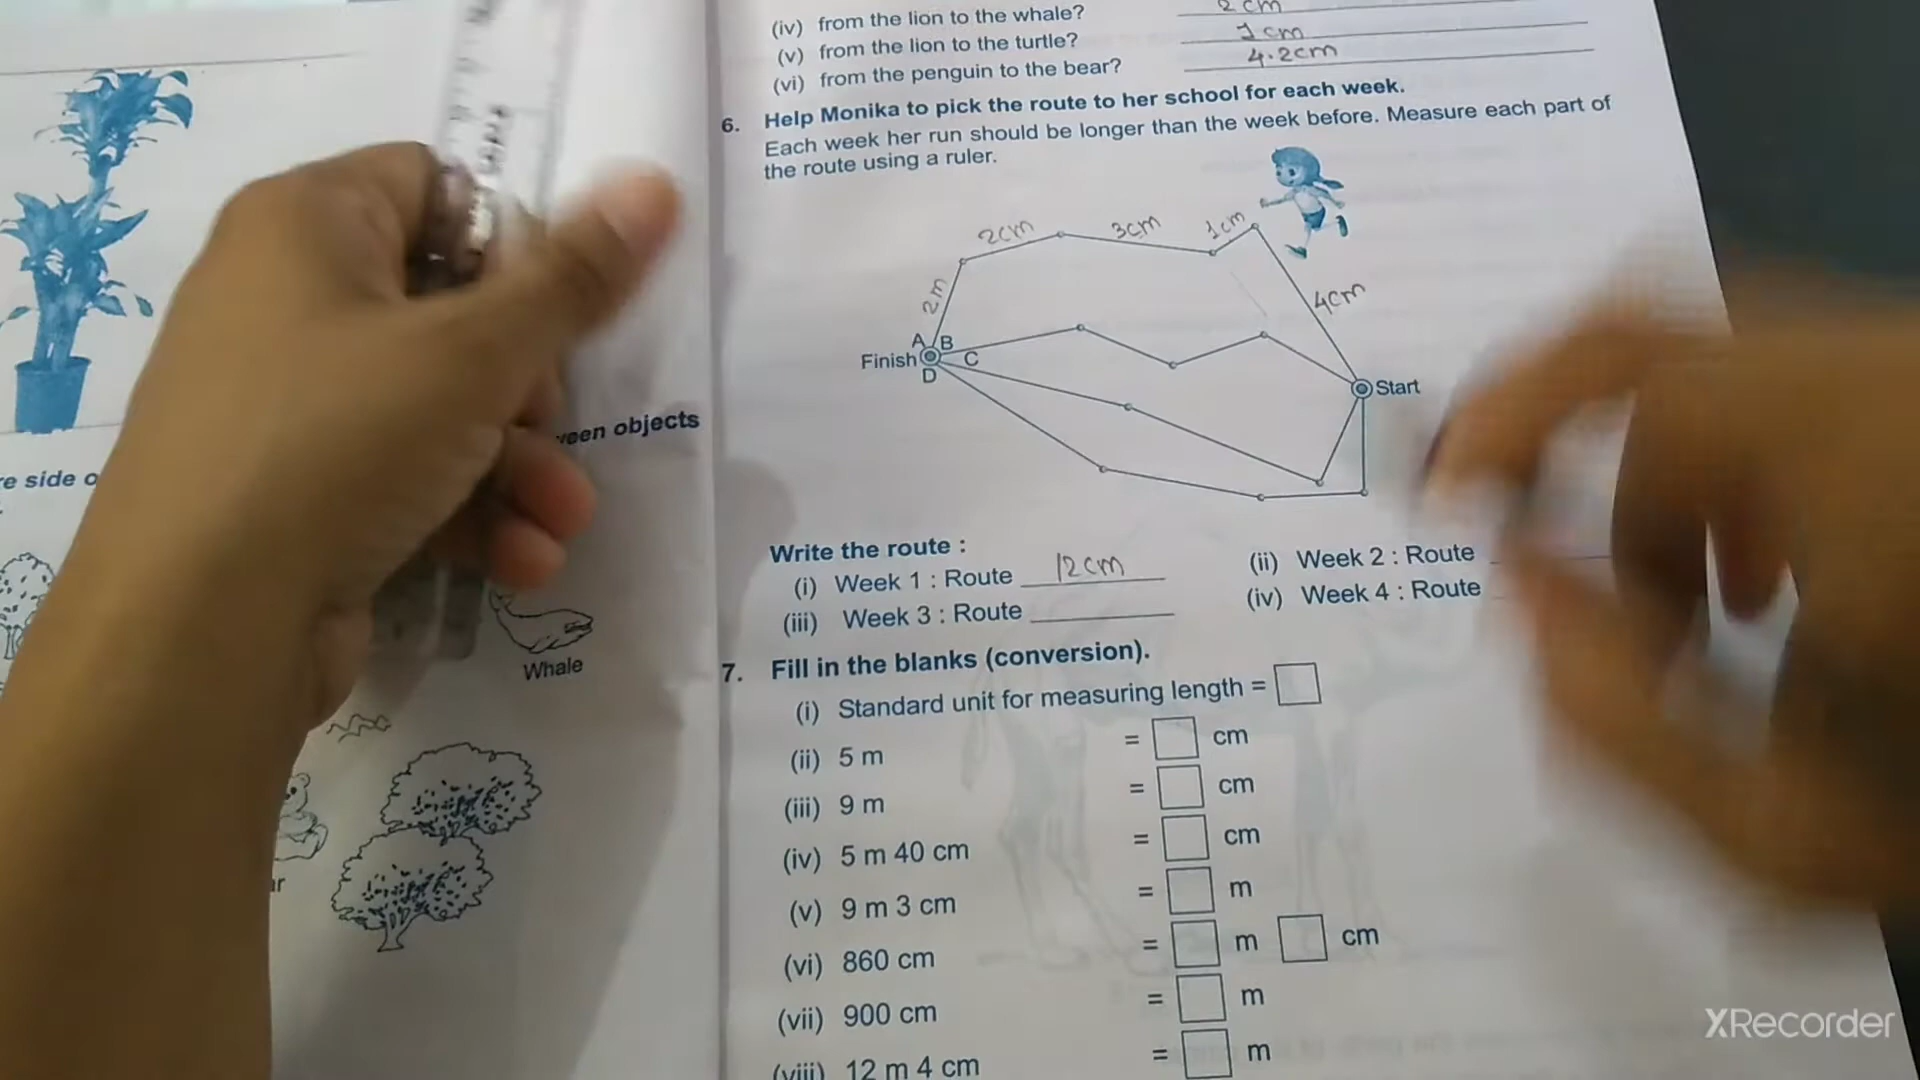 (iv) from the lion to the whale? 2 cm
(v) from the lion to the turtle? 1 cm
(vi) from the penguin to the bear? 4.2cm
6. Help Monika to pick the route to her school for each week.
Each week her run should be longer than the week before. Measure each part of
the route using a ruler.
2cm 3cm 1cm
2m 4cm
A B
Finish C
D
Start
objects
e side o
Whale
Write the route :
(i) Week 1 : Route 12cm (ii) Week 2 : Route
(iii) Week 3 : Route (iv) Week 4 : Route
7. Fill in the blanks (conversion).
(i) Standard unit for measuring length =
(ii) 5 m = cm
(iii) 9 m = cm
(iv) 5 m 40 cm = cm
(v) 9 m 3 cm = m
(vi) 860 cm = m cm
(vii) 900 cm = m
(viii) 12 m 4 cm = m
XRecorder